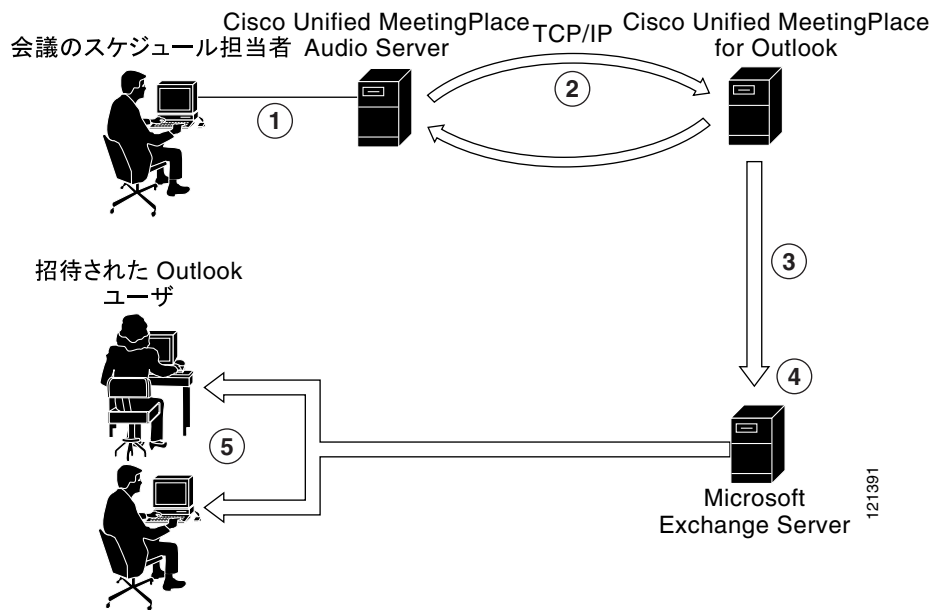 会議のスケジュール担当者
Cisco Unified MeetingPlace
Audio Server
TCP/IP
Cisco Unified MeetingPlace
for Outlook
1
2
3
4
招待された Outlook
ユーザ
5
Microsoft
Exchange Server
121391